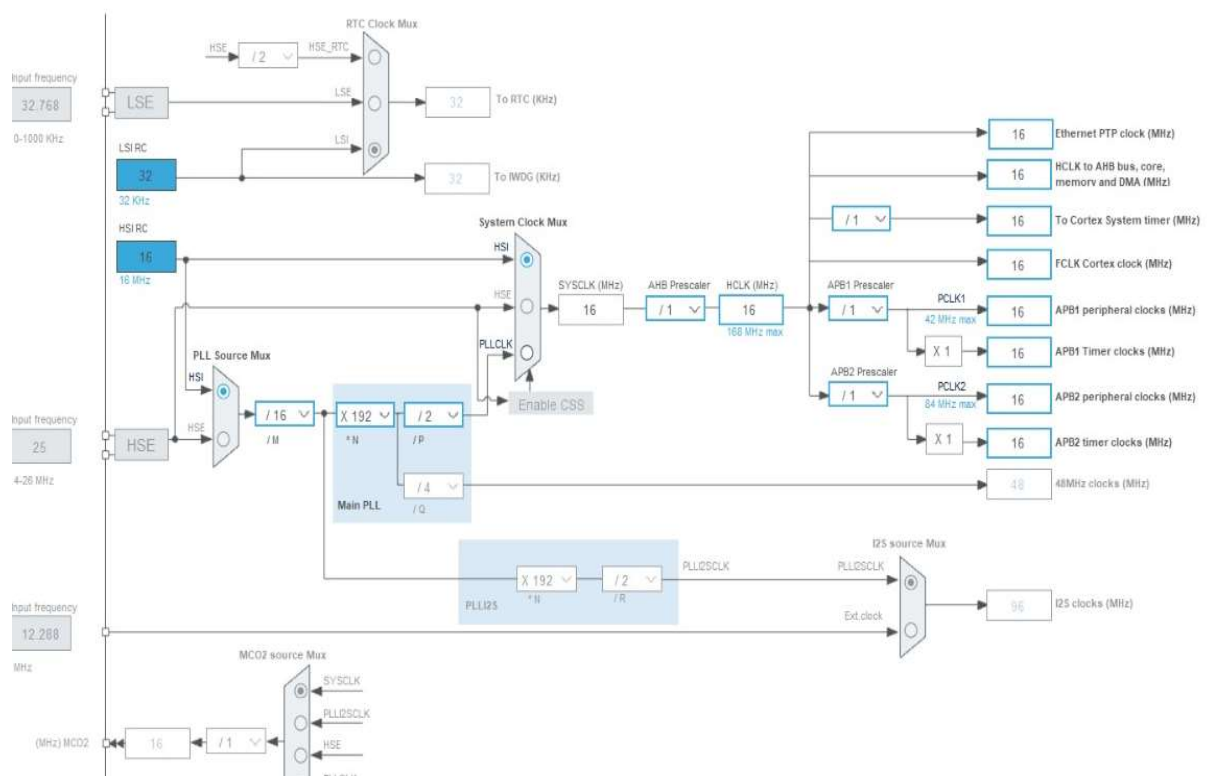 RTC Clock Mux
HSE
/ 2
HSE_RTC
Input frequency
32.768
0-1000 KHz
LSE
LSE
32
To RTC (KHz)
LSI RC
32
32 KHz
LSI
32
To IWDG (KHz)
HSI RC
16
16 MHz
System Clock Mux
HSI
HSE
PLLCLK
SYSCLK (MHz)
16
AHB Prescaler
/ 1
HCLK (MHz)
16
168 MHz max
Enable CSS
16
Ethernet PTP clock (MHz)
16
HCLK to AHB bus, core,
memory and DMA (MHz)
/ 1
16
To Cortex System timer (MHz)
16
FCLK Cortex clock (MHz)
APB1 Prescaler
/ 1
PCLK1
42 MHz max
16
APB1 peripheral clocks (MHz)
X 1
16
APB1 Timer clocks (MHz)
APB2 Prescaler
/ 1
PCLK2
84 MHz max
16
APB2 peripheral clocks (MHz)
X 1
16
APB2 timer clocks (MHz)
48
48MHz clocks (MHz)
PLL Source Mux
HSI
HSE
Input frequency
25
4-26 MHz
HSE
/ 16
/ M
X 192
* N
/ 2
/ P
/ 4
/ Q
Main PLL
PLLI2S
X 192
* N
/ 2
/ R
PLLI2SCLK
I2S source Mux
PLLI2SCLK
Ext.clock
96
I2S clocks (MHz)
Input frequency
12.288
MHz
MCO2 source Mux
SYSCLK
PLLI2SCLK
HSE
(MHz) MCO2
16
/ 1